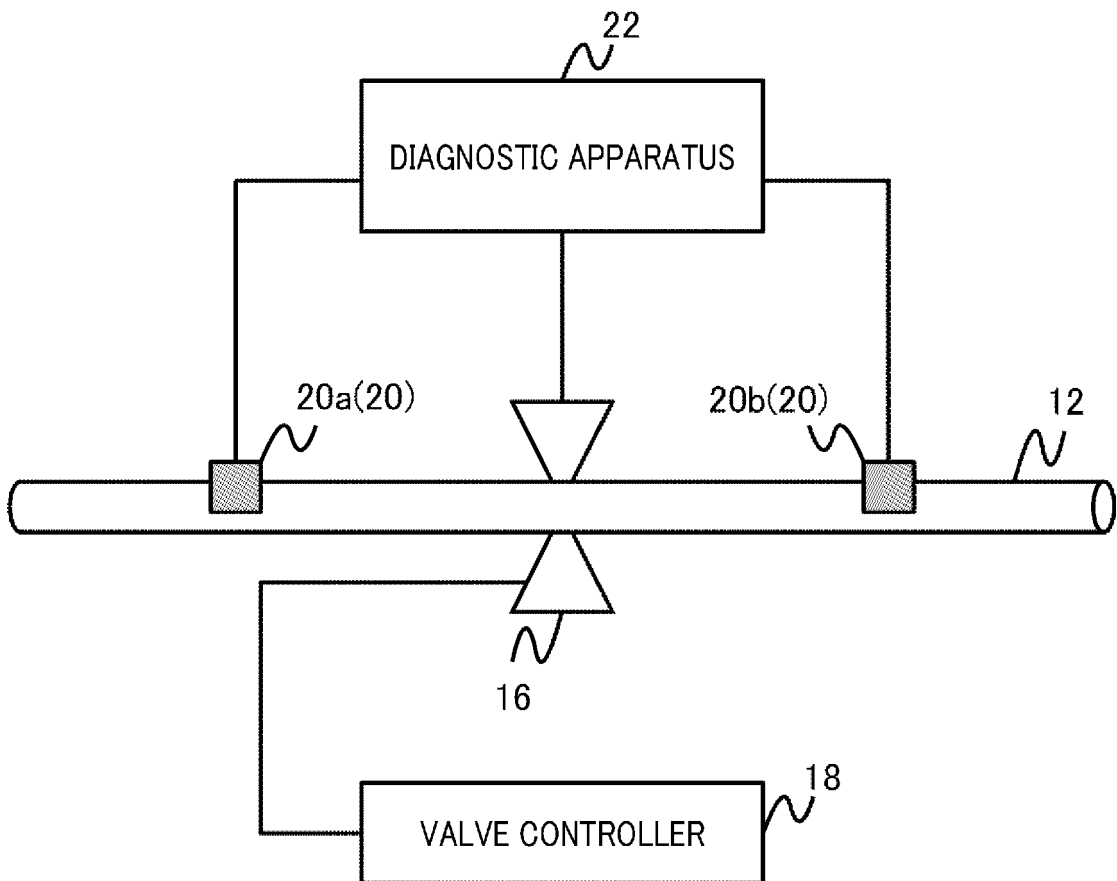 22
DIAGNOSTIC APPARATUS
20a(20)
20b(20)
12
16
18
VALVE CONTROLLER